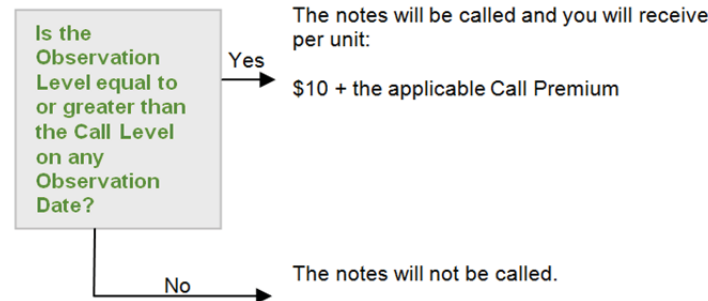 Is the
Observation
Level equal to
or greater than
the Call Level
on any
Observation
Date?
Yes
The notes will be called and you will receive
per unit:
$10 + the applicable Call Premium
No
The notes will not be called.